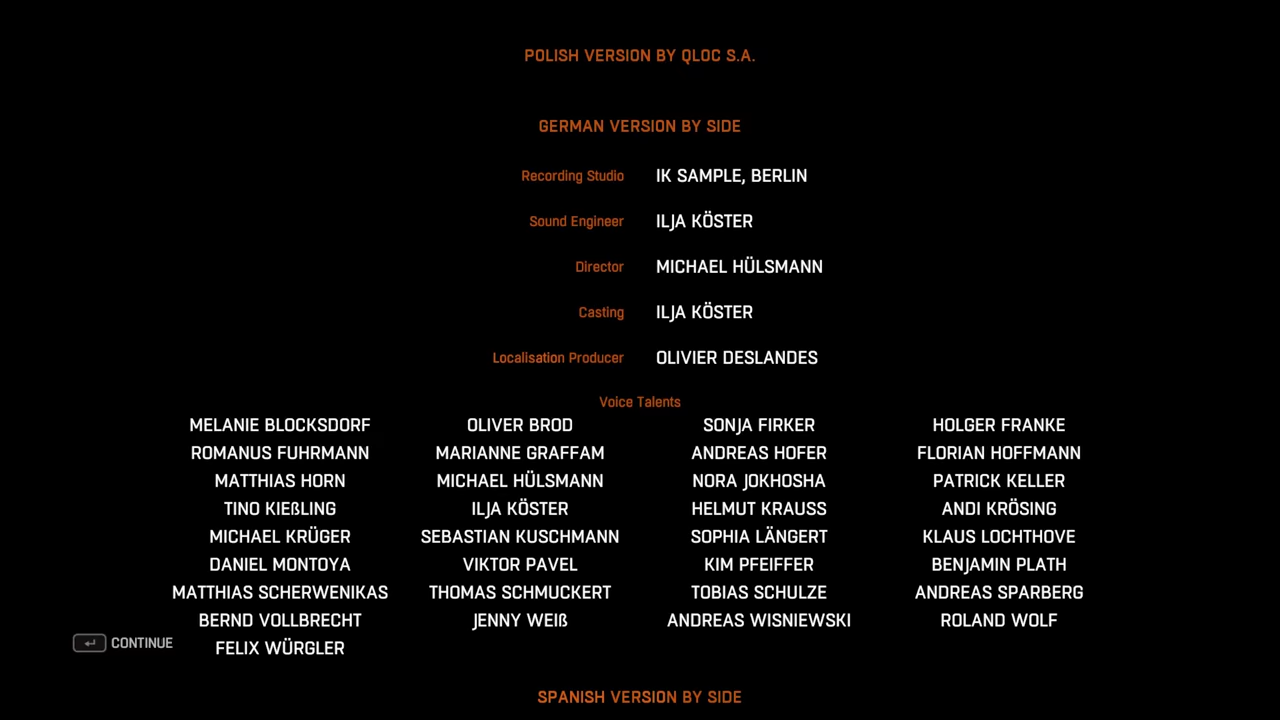 POLISH VERSION BY QLOC S.A.
GERMAN VERSION BY SIDE
Recording Studio IK SAMPLE, BERLIN
Sound Engineer ILJA KÖSTER
Director MICHAEL HÜLSMANN
Casting ILJA KÖSTER
Localisation Producer OLIVIER DESLANDES
Voice Talents
MELANIE BLOCKSDORF OLIVER BROD SONJA FIRKER HOLGER FRANKE
ROMANUS FUHRMANN MARIANNE GRAFFAM ANDREAS HOFER FLORIAN HOFFMANN
MATTHIAS HORN MICHAEL HÜLSMANN NORA JOKHOSHA PATRICK KELLER
TINO KIEßLING ILJA KÖSTER HELMUT KRAUSS ANDI KRÖSING
MICHAEL KRÜGER SEBASTIAN KUSCHMANN SOPHIA LÄNGERT KLAUS LOCHTHOVE
DANIEL MONTOYA VIKTOR PAVEL KIM PFEIFFER BENJAMIN PLATH
MATTHIAS SCHERWENIKAS THOMAS SCHMUCKERT TOBIAS SCHULZE ANDREAS SPARBERG
BERND VOLLBRECHT JENNY WEIß ANDREAS WISNIEWSKI ROLAND WOLF
CONTINUE
FELIX WÜRGLER
SPANISH VERSION BY SIDE